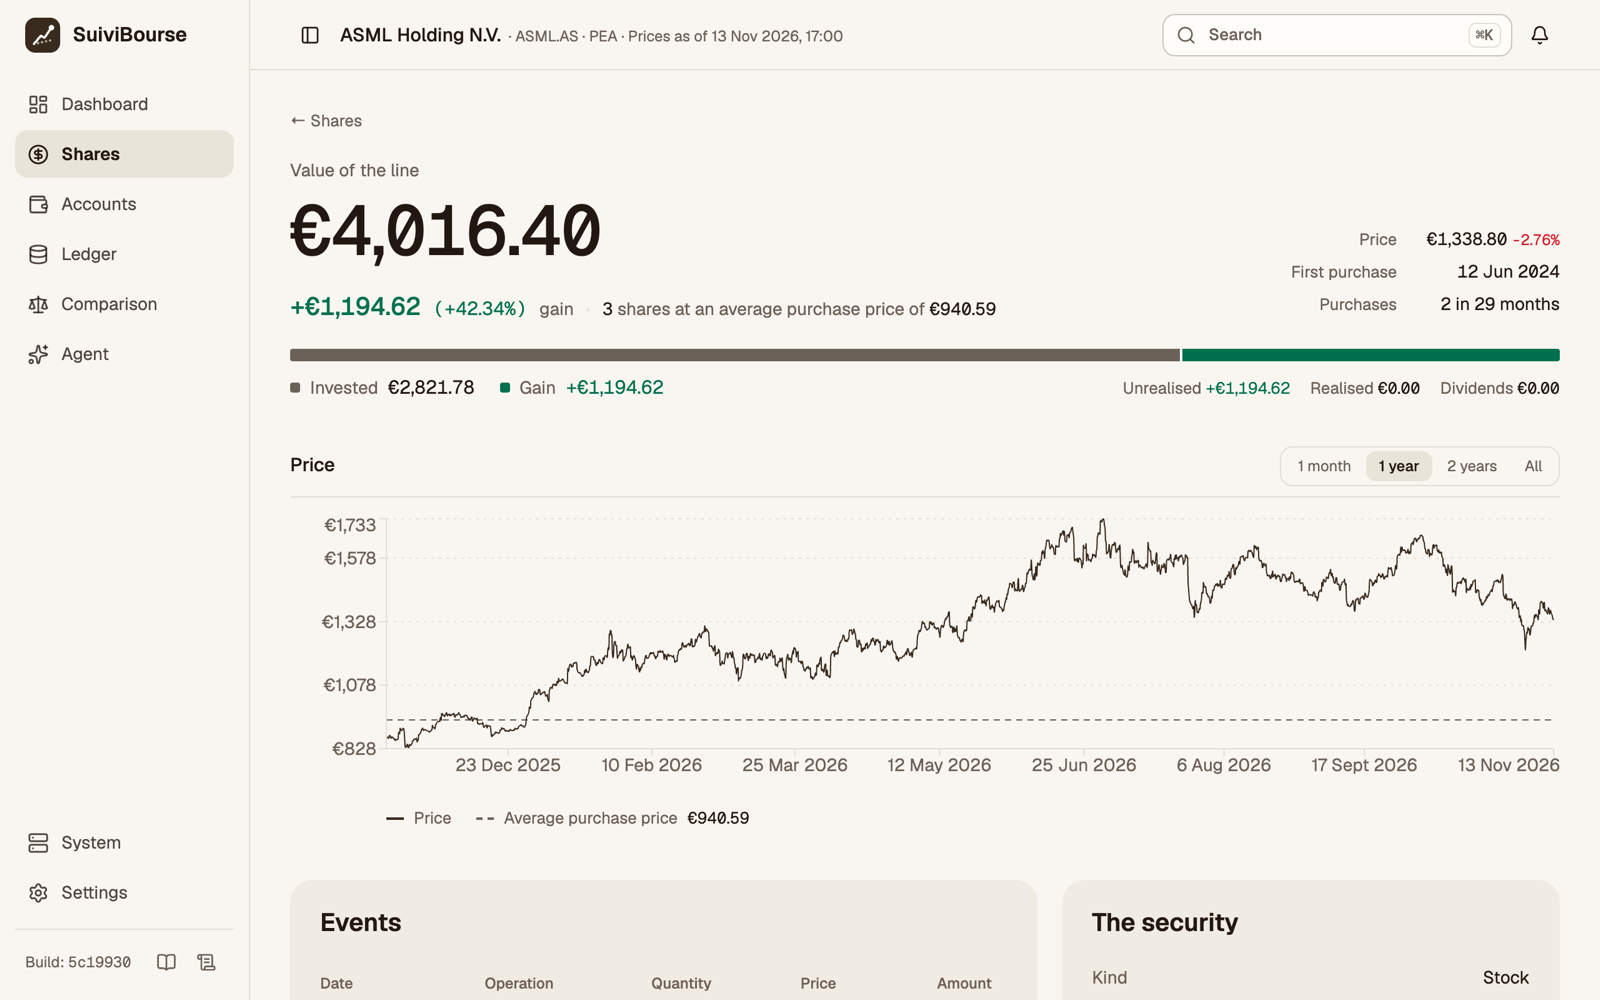 SuiviBourse
Dashboard
Shares
Accounts
Ledger
Comparison
Agent
System
Settings
Build: 5c19930
ASML Holding N.V. · ASML.AS · PEA · Prices as of 13 Nov 2026, 17:00
Search ⌘K
← Shares
Value of the line
€4,016.40
+€1,194.62 (+42.34%) gain · 3 shares at an average purchase price of €940.59
Price €1,338.80 -2.76%
First purchase 12 Jun 2024
Purchases 2 in 29 months
Invested €2,821.78 Gain +€1,194.62
Unrealised +€1,194.62 Realised €0.00 Dividends €0.00
Price
1 month 1 year 2 years All
€1,733
€1,578
€1,328
€1,078
€828
23 Dec 2025 10 Feb 2026 25 Mar 2026 12 May 2026 25 Jun 2026 6 Aug 2026 17 Sept 2026 13 Nov 2026
Price Average purchase price €940.59
Events
Date Operation Quantity Price Amount
The security
Kind Stock